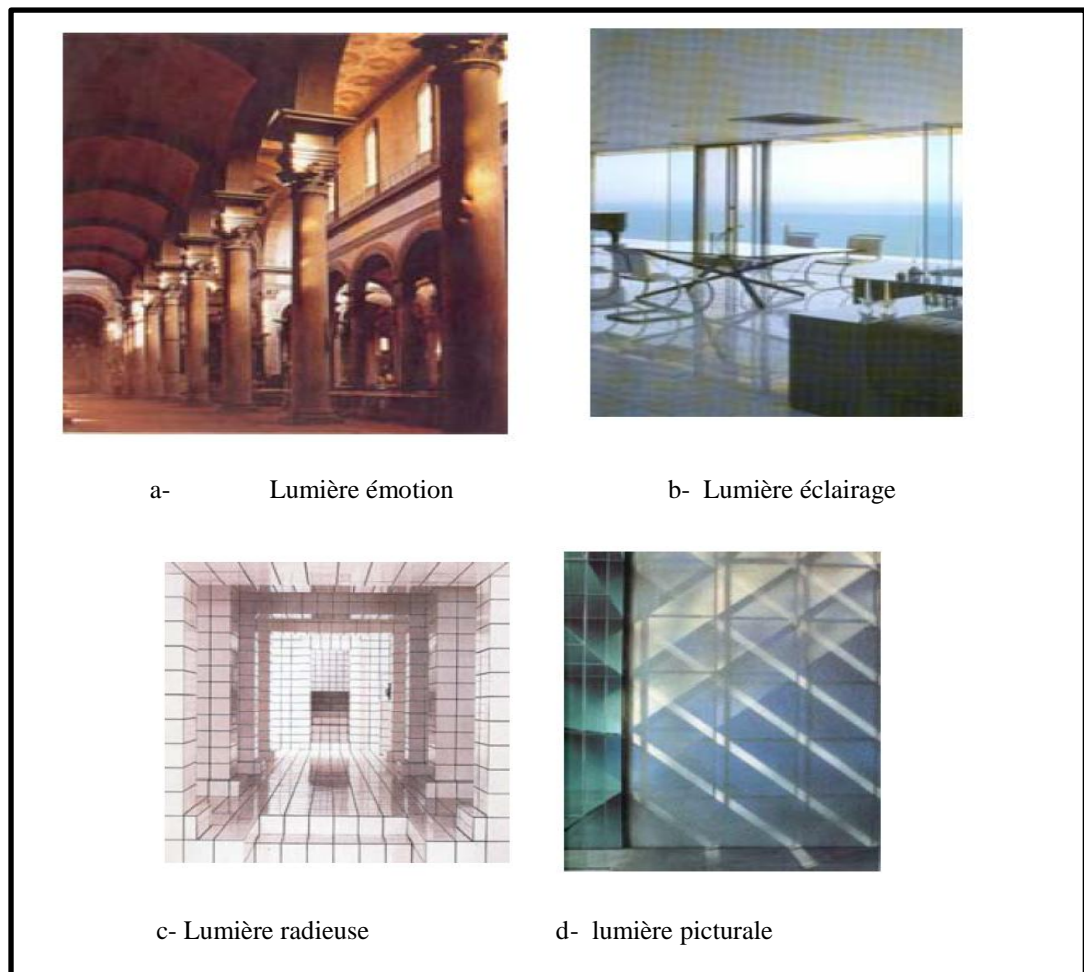 a- Lumière émotion
b- Lumière éclairage
c- Lumière radieuse
d- lumière picturale